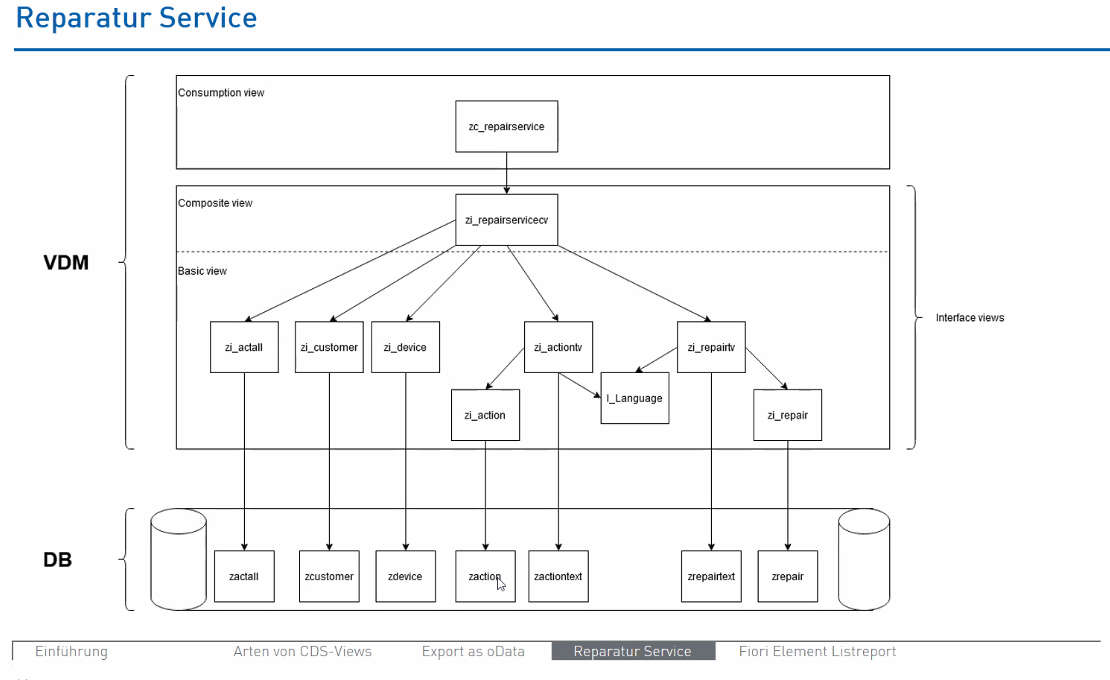 Reparatur Service
Consumption view
zc_repairservice
Composite view
zi_repairservicecv
VDM
Basic view
Interface views
zi_actall
zi_customer
zi_device
zi_actiontv
zi_repairtv
I_Language
zi_action
zi_repair
DB
zactall
zcustomer
zdevice
zaction
zactiontext
zrepairtext
zrepair
Einführung
Arten von CDS-Views
Export as oData
Reparatur Service
Fiori Element Listreport